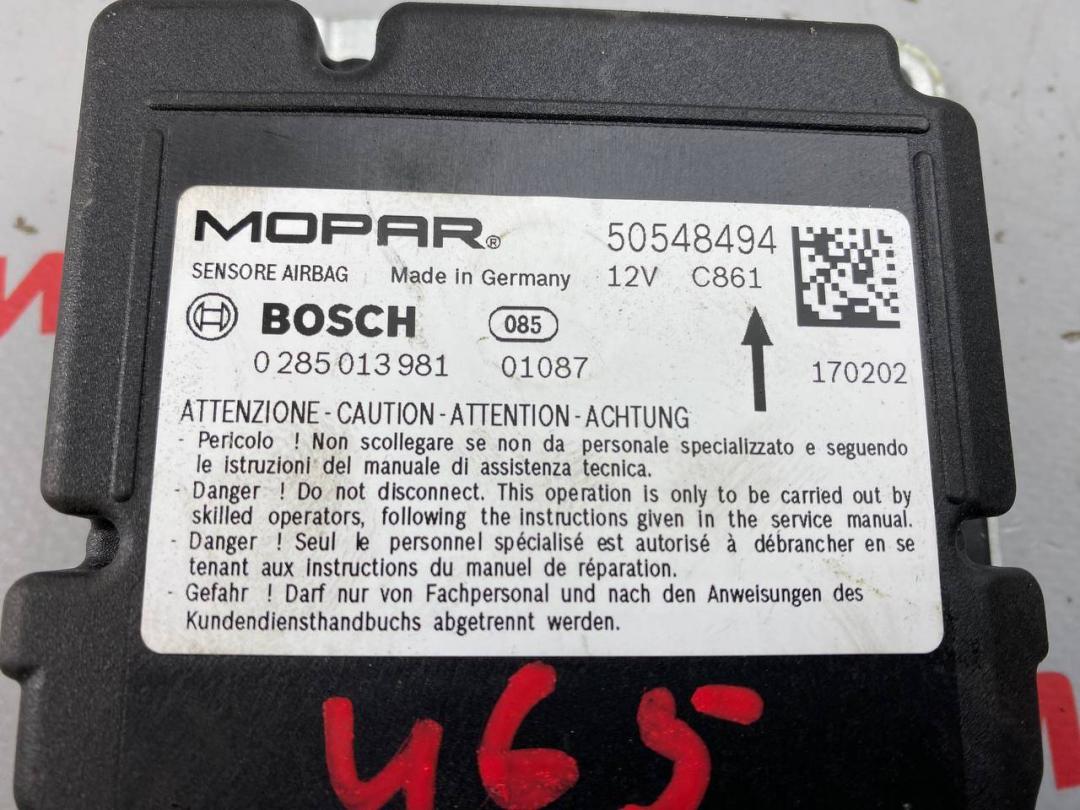 MOPAR® 50548494
SENSORE AIRBAG Made in Germany 12V C861
BOSCH 085
0 285 013 981 01087 170202
ATTENZIONE - CAUTION - ATTENTION - ACHTUNG
- Pericolo ! Non scollegare se non da personale specializzato e seguendo
le istruzioni del manuale di assistenza tecnica.
- Danger ! Do not disconnect. This operation is only to be carried out by
skilled operators, following the instructions given in the service manual.
- Danger ! Seul le personnel spécialisé est autorisé à débrancher en se
tenant aux instructions du manuel de réparation.
- Gefahr ! Darf nur von Fachpersonal und nach den Anweisungen des
Kundendiensthandbuchs abgetrennt werden.
465